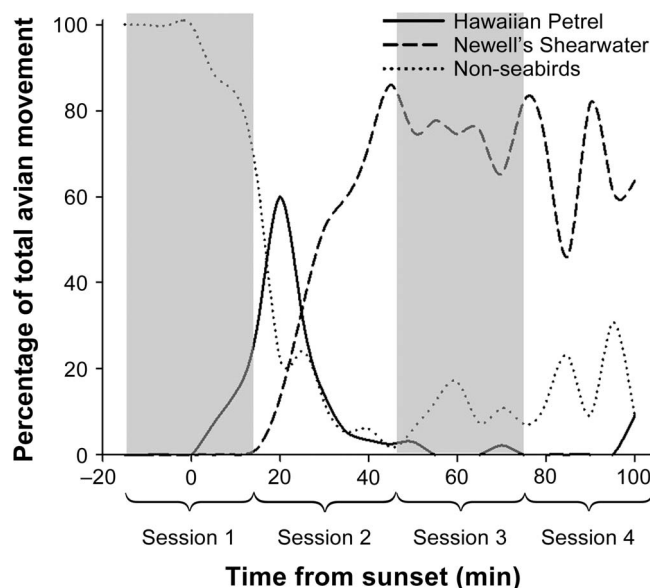 Hawaiian Petrel
Newell's Shearwater
Non-seabirds
Percentage of total avian movement
100
80
60
40
20
0
−20 0 20 40 60 80 100
Session 1 Session 2 Session 3 Session 4
Time from sunset (min)